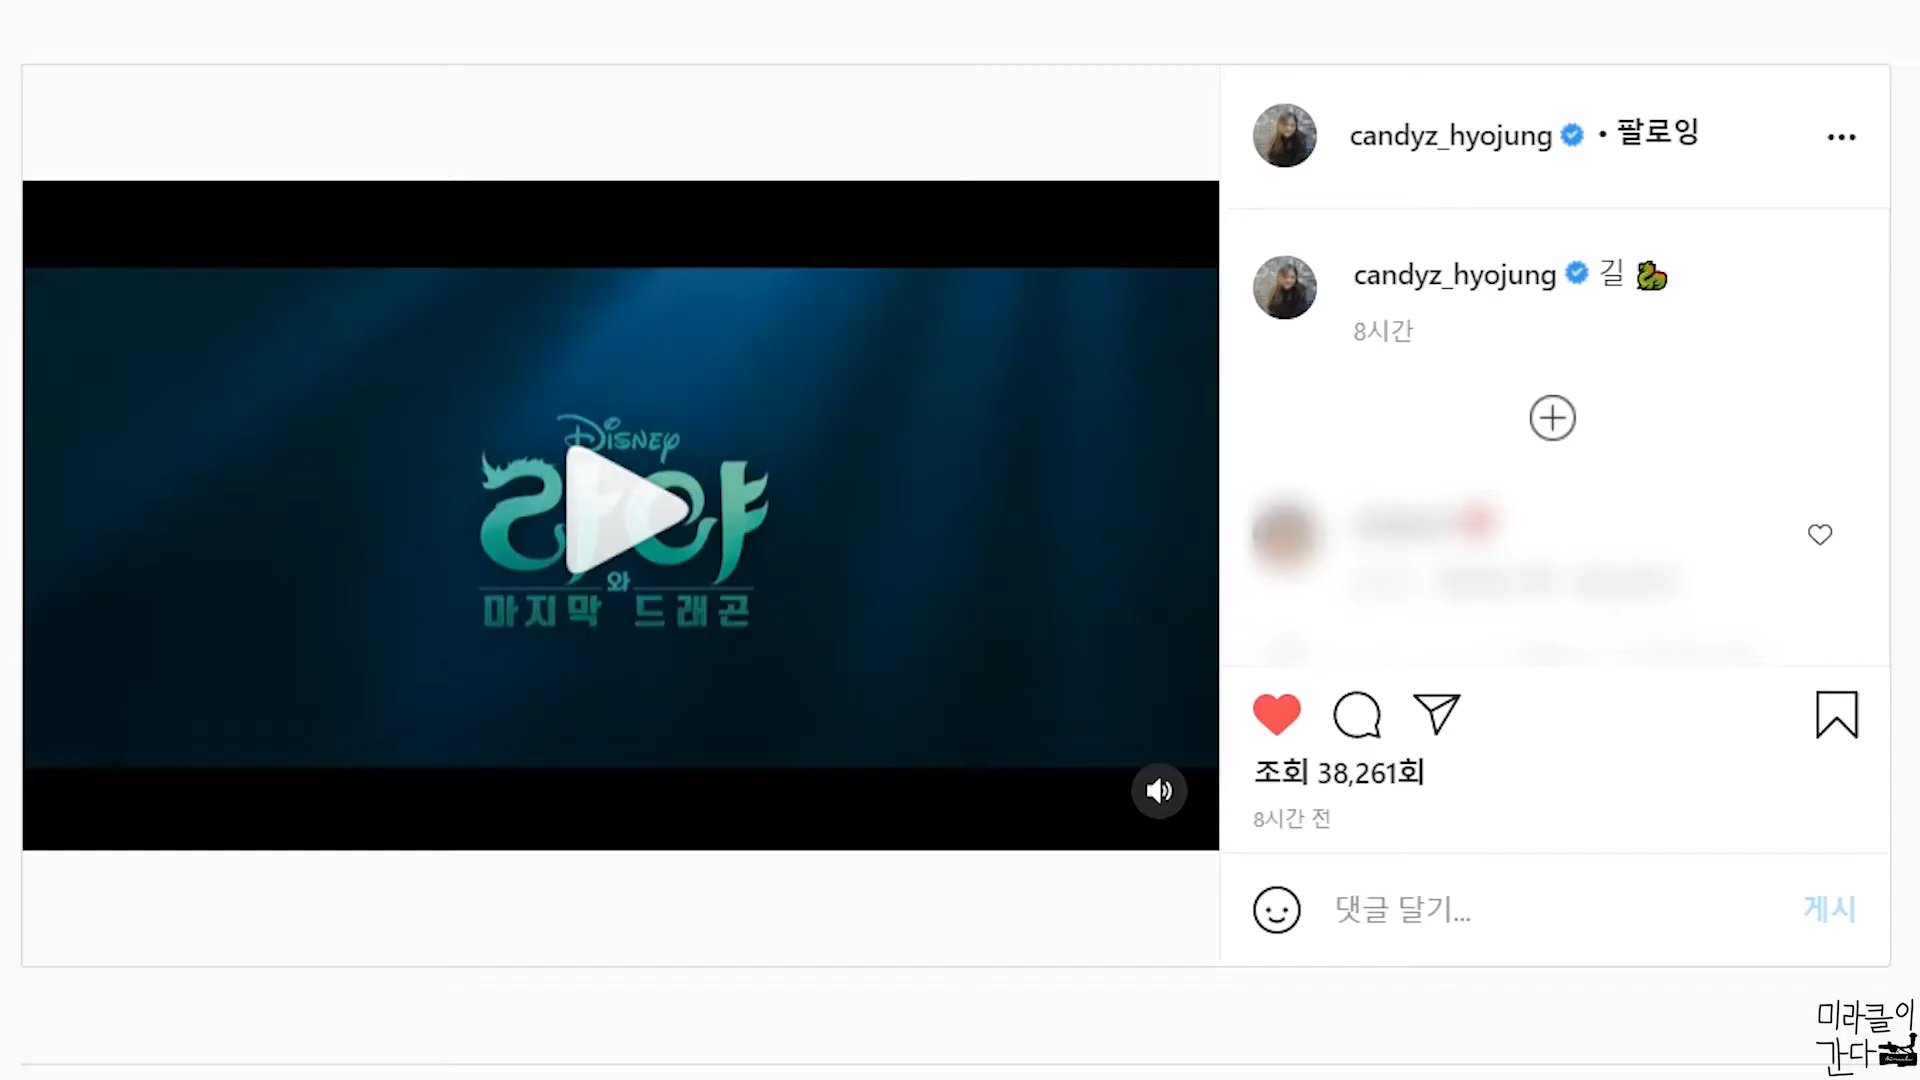 candyz_hyojung • 팔로잉
candyz_hyojung 길
8시간
Disney
라야
와
마지막 드래곤
조회 38,261회
8시간 전
댓글 달기...
게시
미라클이
간다